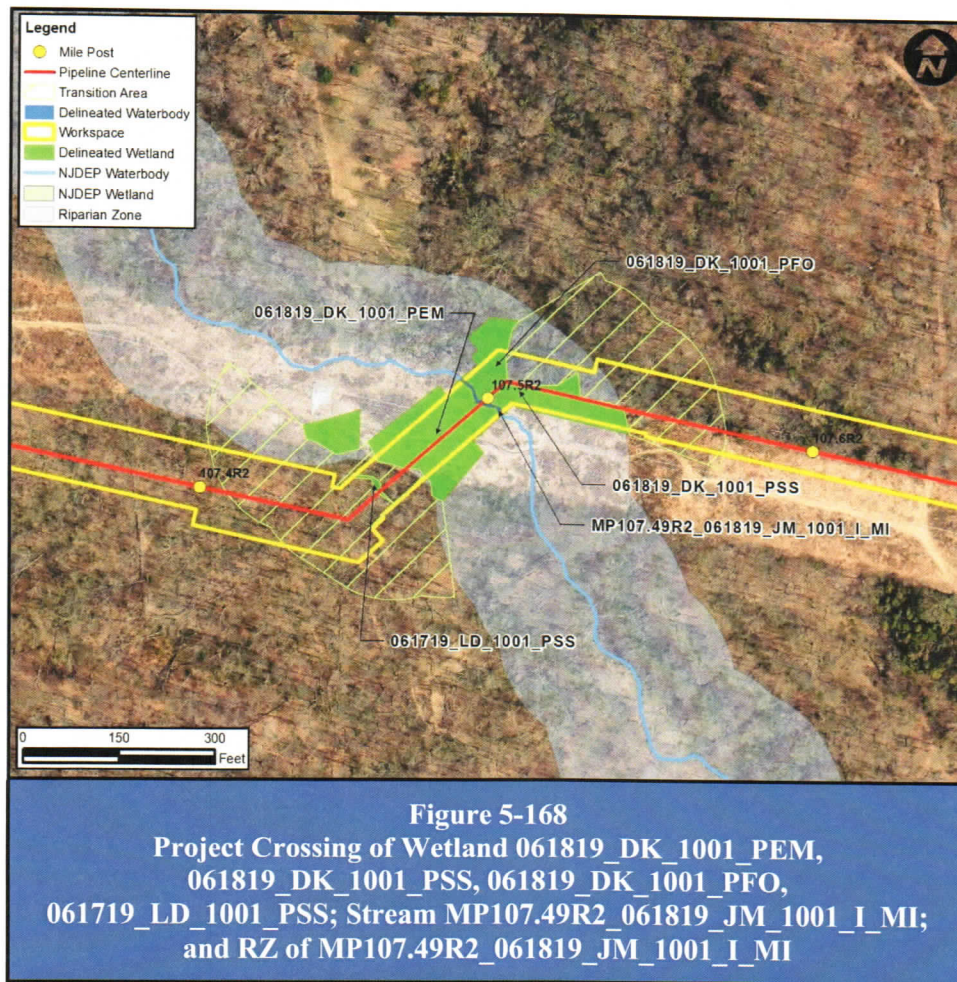 Legend
Mile Post
Pipeline Centerline
Transition Area
Delineated Waterbody
Workspace
Delineated Wetland
NJDEP Waterbody
NJDEP Wetland
Riparian Zone
N
061819_DK_1001_PFO
061819_DK_1001_PEM
107.5R2
107.6R2
107.4R2
061819_DK_1001_PSS
MP107.49R2_061819_JM_1001_I_MI
061719_LD_1001_PSS
0 150 300
Feet
Figure 5-168
Project Crossing of Wetland 061819_DK_1001_PEM,
061819_DK_1001_PSS, 061819_DK_1001_PFO,
061719_LD_1001_PSS; Stream MP107.49R2_061819_JM_1001_I_MI;
and RZ of MP107.49R2_061819_JM_1001_I_MI